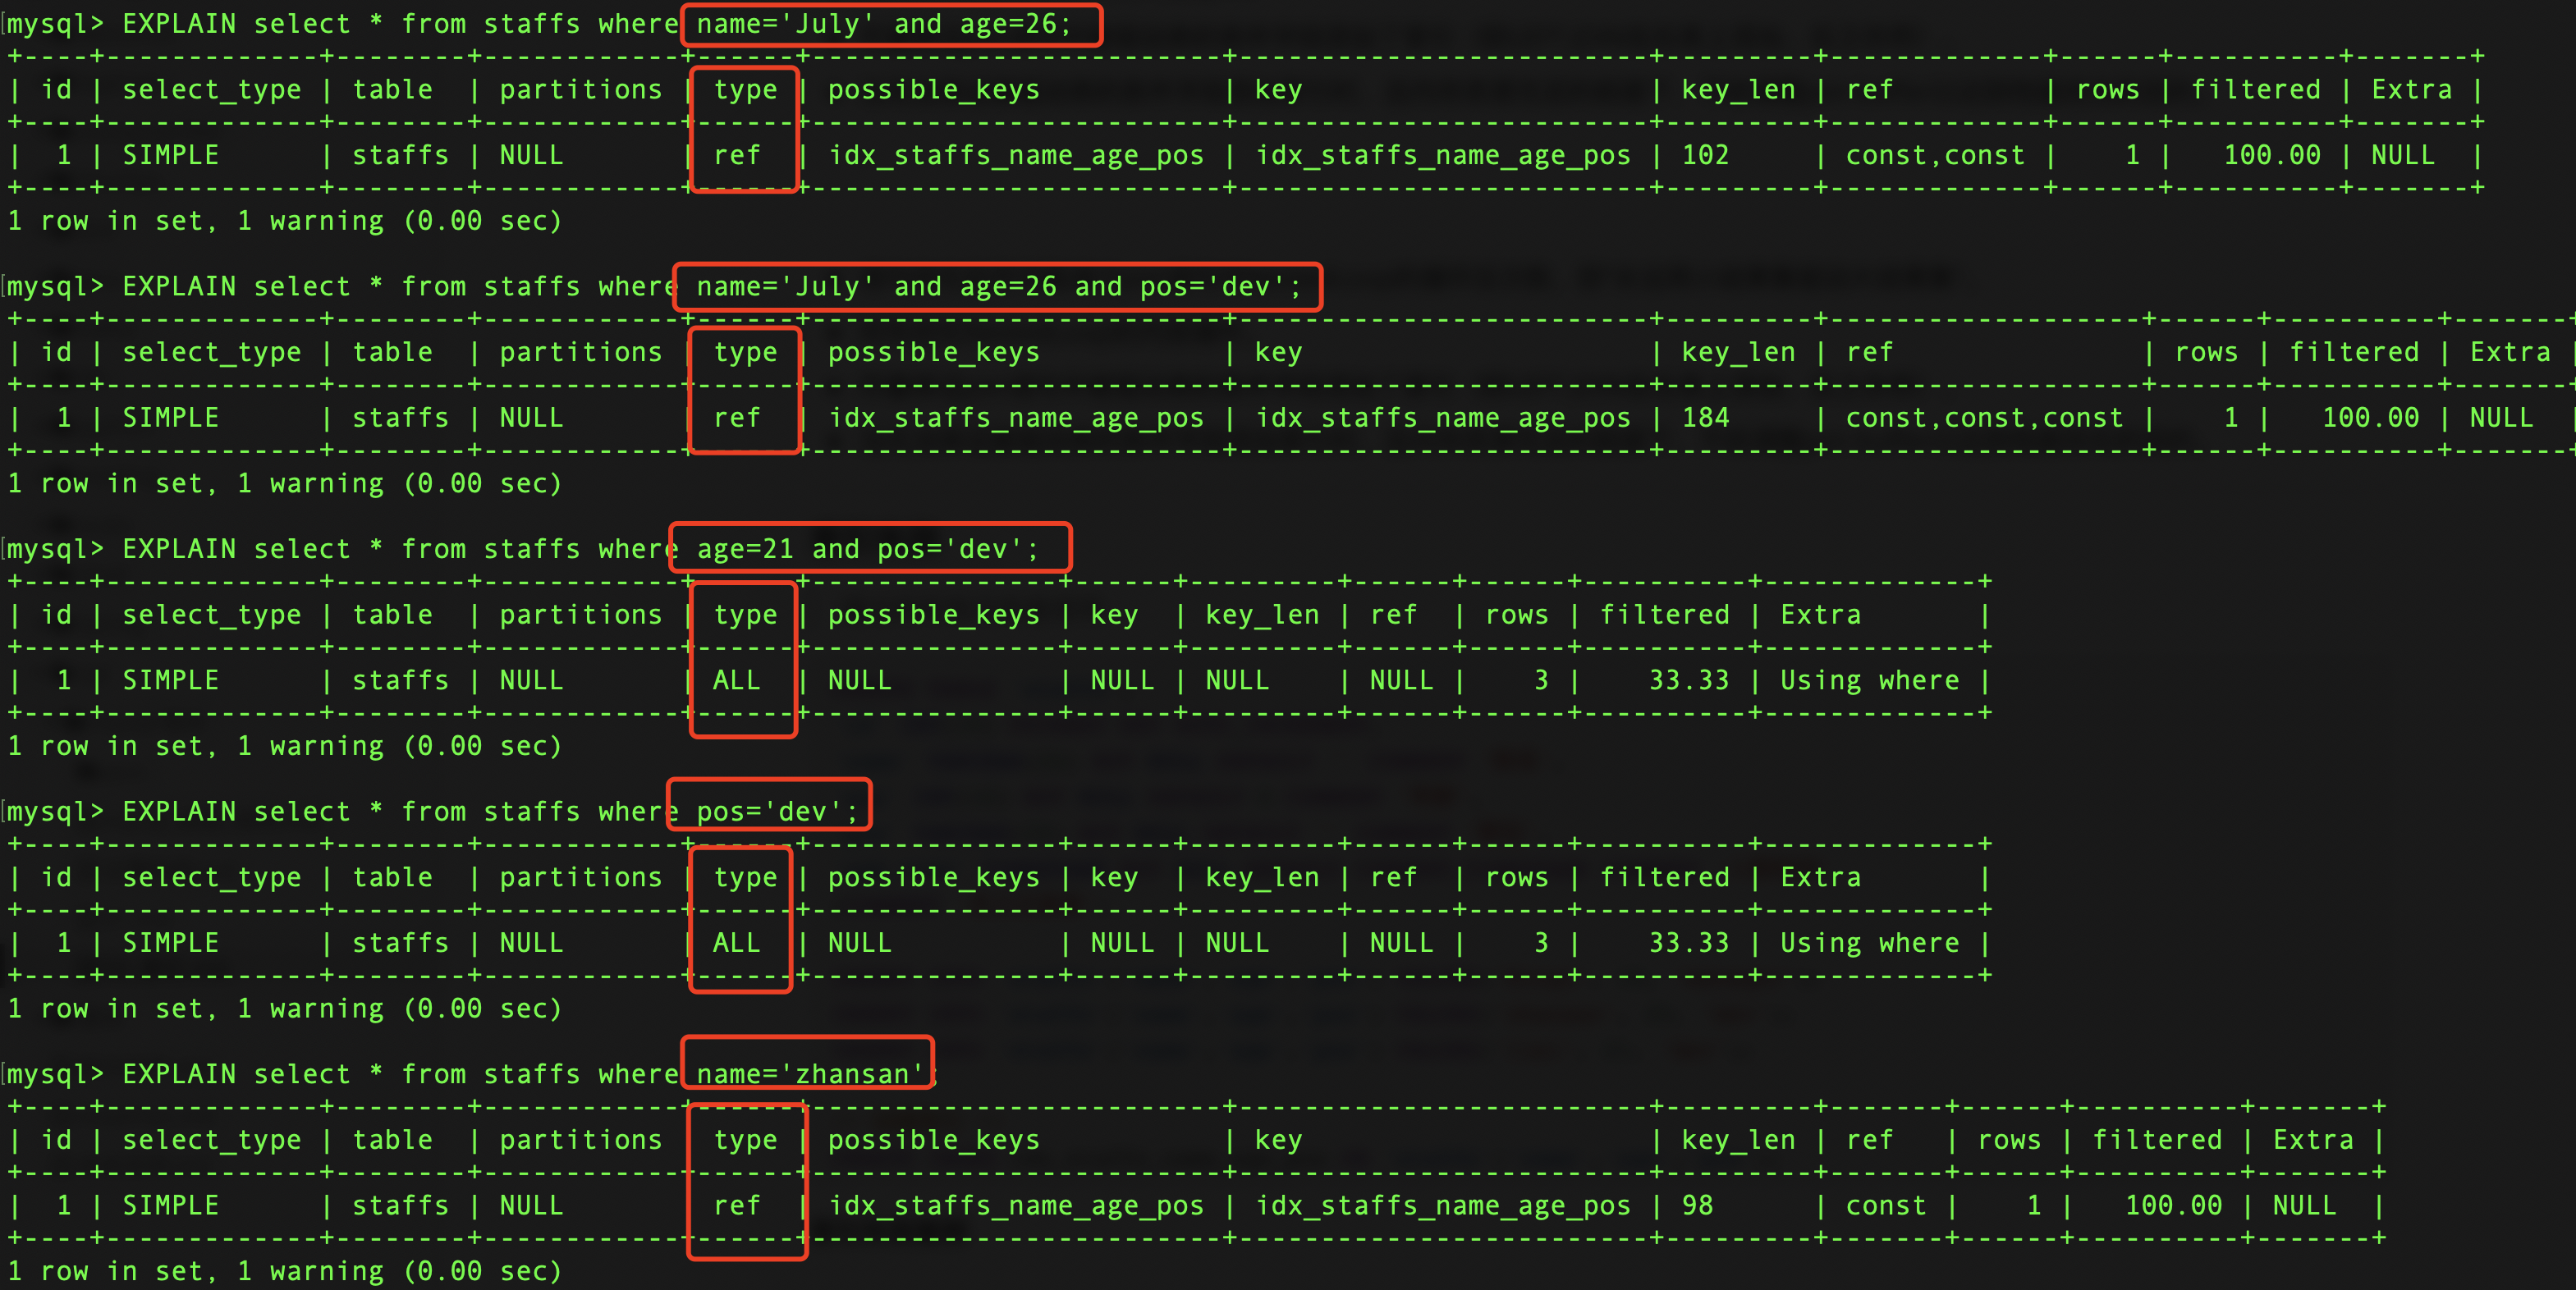 mysql> EXPLAIN select * from staffs where name='July' and age=26;
+----+-------------+--------+------------+------+-------------------------+-------------------------+---------+-------------+------+----------+-------+
| id | select_type | table  | partitions | type | possible_keys           | key                     | key_len | ref         | rows | filtered | Extra |
+----+-------------+--------+------------+------+-------------------------+-------------------------+---------+-------------+------+----------+-------+
|  1 | SIMPLE      | staffs | NULL       | ref  | idx_staffs_name_age_pos | idx_staffs_name_age_pos | 102     | const,const |    1 |   100.00 | NULL  |
+----+-------------+--------+------------+------+-------------------------+-------------------------+---------+-------------+------+----------+-------+
1 row in set, 1 warning (0.00 sec)
mysql> EXPLAIN select * from staffs where name='July' and age=26 and pos='dev';
+----+-------------+--------+------------+------+-------------------------+-------------------------+---------+-------------------+------+----------+-------+
| id | select_type | table  | partitions | type | possible_keys           | key                     | key_len | ref               | rows | filtered | Extra |
+----+-------------+--------+------------+------+-------------------------+-------------------------+---------+-------------------+------+----------+-------+
|  1 | SIMPLE      | staffs | NULL       | ref  | idx_staffs_name_age_pos | idx_staffs_name_age_pos | 184     | const,const,const |    1 |   100.00 | NULL  |
+----+-------------+--------+------------+------+-------------------------+-------------------------+---------+-------------------+------+----------+-------+
1 row in set, 1 warning (0.00 sec)
mysql> EXPLAIN select * from staffs where age=21 and pos='dev';
+----+-------------+--------+------------+------+---------------+------+---------+------+------+----------+-------------+
| id | select_type | table  | partitions | type | possible_keys | key  | key_len | ref  | rows | filtered | Extra       |
+----+-------------+--------+------------+------+---------------+------+---------+------+------+----------+-------------+
|  1 | SIMPLE      | staffs | NULL       | ALL  | NULL          | NULL | NULL    | NULL |    3 |    33.33 | Using where |
+----+-------------+--------+------------+------+---------------+------+---------+------+------+----------+-------------+
1 row in set, 1 warning (0.00 sec)
mysql> EXPLAIN select * from staffs where pos='dev';
+----+-------------+--------+------------+------+---------------+------+---------+------+------+----------+-------------+
| id | select_type | table  | partitions | type | possible_keys | key  | key_len | ref  | rows | filtered | Extra       |
+----+-------------+--------+------------+------+---------------+------+---------+------+------+----------+-------------+
|  1 | SIMPLE      | staffs | NULL       | ALL  | NULL          | NULL | NULL    | NULL |    3 |    33.33 | Using where |
+----+-------------+--------+------------+------+---------------+------+---------+------+------+----------+-------------+
1 row in set, 1 warning (0.00 sec)
mysql> EXPLAIN select * from staffs where name='zhansan';
+----+-------------+--------+------------+------+-------------------------+-------------------------+---------+-------+------+----------+-------+
| id | select_type | table  | partitions | type | possible_keys           | key                     | key_len | ref   | rows | filtered | Extra |
+----+-------------+--------+------------+------+-------------------------+-------------------------+---------+-------+------+----------+-------+
|  1 | SIMPLE      | staffs | NULL       | ref  | idx_staffs_name_age_pos | idx_staffs_name_age_pos | 98      | const |    1 |   100.00 | NULL  |
+----+-------------+--------+------------+------+-------------------------+-------------------------+---------+-------+------+----------+-------+
1 row in set, 1 warning (0.00 sec)